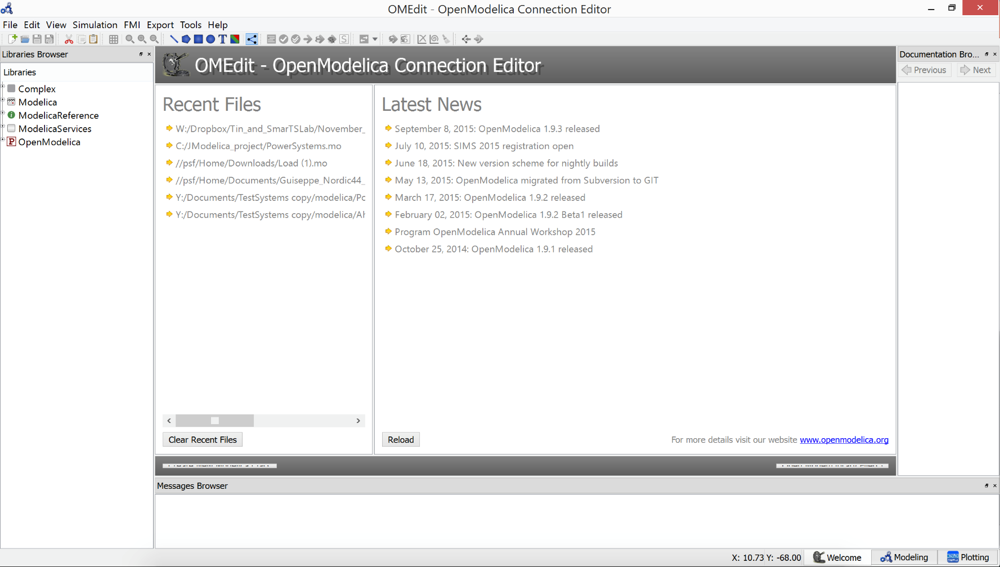 OMEdit - OpenModelica Connection Editor
File Edit View Simulation FMI Export Tools Help
Libraries Browser
Libraries
Complex
Modelica
ModelicaReference
ModelicaServices
OpenModelica
OMEdit - OpenModelica Connection Editor
Recent Files
W:/Dropbox/Tin_and_SmarTSLab/November_
C:/JModelica_project/PowerSystems.mo
//psf/Home/Downloads/Load (1).mo
//psf/Home/Documents/Guiseppe_Nordic44_
Y:/Documents/TestSystems copy/modelica/Po
Y:/Documents/TestSystems copy/modelica/
Clear Recent Files
Latest News
September 8, 2015: OpenModelica 1.9.3 released
July 10, 2015: SIMS 2015 registration open
June 18, 2015: New version scheme for nightly builds
May 13, 2015: OpenModelica migrated from Subversion to GIT
March 17, 2015: OpenModelica 1.9.2 released
February 02, 2015: OpenModelica 1.9.2 Beta1 released
Program OpenModelica Annual Workshop 2015
October 25, 2014: OpenModelica 1.9.1 released
Reload
For more details visit our website www.openmodelica.org
Documentation Bro...
Previous Next
Messages Browser
X: 10.73 Y: -68.00 Welcome Modeling Plotting